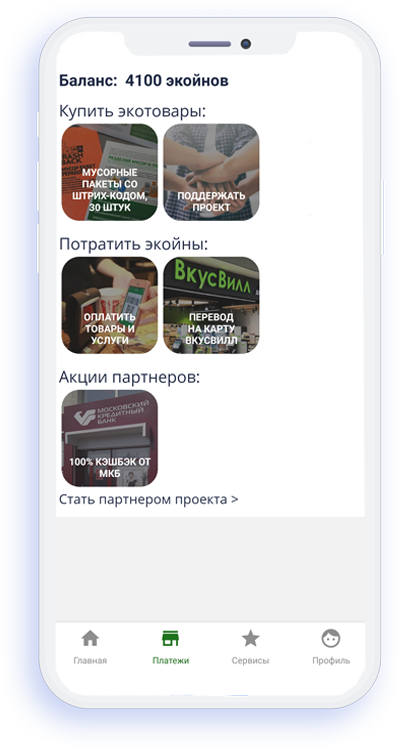 Баланс: 4100 экойнов
Купить экотовары:
МУСОРНЫЕ
ПАКЕТЫ СО
ШТРИХ-КОДОМ,
30 ШТУК
ПОДДЕРЖАТЬ
ПРОЕКТ
Потратить экойны:
ОПЛАТИТЬ
ТОВАРЫ И
УСЛУГИ
ВкусВилл
ПЕРЕВОД
НА КАРТУ
ВКУСВИЛЛ
Акции партнеров:
МОСКОВСКИЙ
КРЕДИТНЫЙ
БАНК
100% КЭШБЭК ОТ
МКБ
Стать партнером проекта >
Главная
Платежи
Сервисы
Профиль